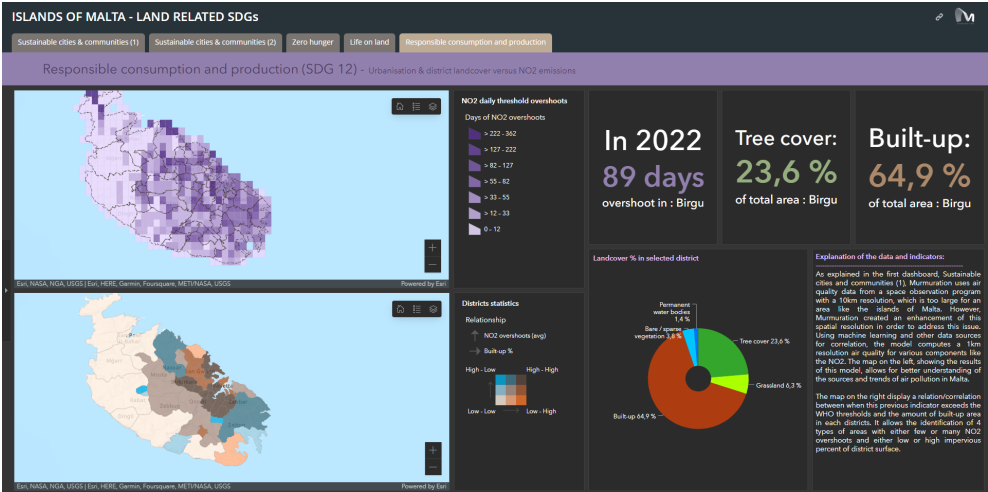 ISLANDS OF MALTA - LAND RELATED SDGs
Sustainable cities & communities (1)
Sustainable cities & communities (2)
Zero hunger
Life on land
Responsible consumption and production
Responsible consumption and production (SDG 12) - Urbanisation & district landcover versus NO2 emissions
Esri, NASA, NGA, USGS | Esri, HERE, Garmin, Foursquare, METI/NASA, USGS
Powered by Esri
NO2 daily threshold overshoots
Days of NO2 overshoots
> 222 - 362
> 127 - 222
> 82 - 127
> 55 - 82
> 33 - 55
> 12 - 33
0 - 12
In 2022
89 days
overshoot in : Birgu
Tree cover:
23,6 %
of total area : Birgu
Built-up:
64,9 %
of total area : Birgu
Esri, NASA, NGA, USGS | Esri, HERE, Garmin, Foursquare, METI/NASA, USGS
Powered by Esri
Districts statistics
Relationship
NO2 overshoots (avg)
Built-up %
High - Low
High - High
Low - Low
Low - High
Landcover % in selected district
Permanent
water bodies
1,4 %
Bare / sparse
vegetation 3,8 %
Tree cover 23,6 %
Grassland 6,3 %
Built-up 64,9 %
Explanation of the data and indicators:
As explained in the first dashboard, Sustainable
cities and communities (1), Murmuration uses air
quality data from a space observation program
with a 10km resolution, which is too large for an
area like the islands of Malta. However,
Murmuration created an enhancement of this
spatial resolution in order to address this issue.
Using machine learning and other data sources
for correlation, the model computes a 1km
resolution air quality for various components like
the NO2. The map on the left, showing the results
of this model, allows for better understanding of
the sources and trends of air pollution in Malta.
The map on the right display a relation/correlation
between when this previous indicator exceeds the
WHO thresholds and the amount of built-up area
in each districts. It allows the identification of 4
types of areas with either few or many NO2
overshoots and either low or high impervious
percent of district surface.